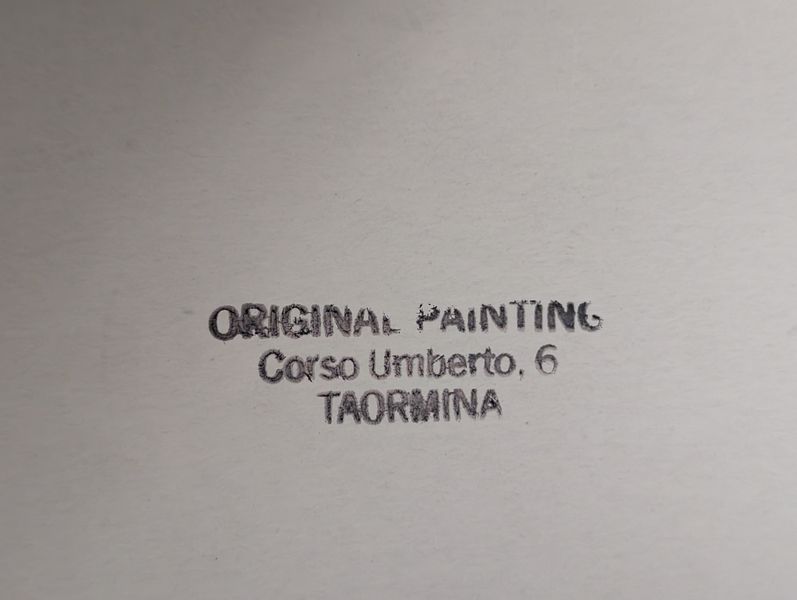 ORIGINAL PAINTING
Corso Umberto, 6
TAORMINA